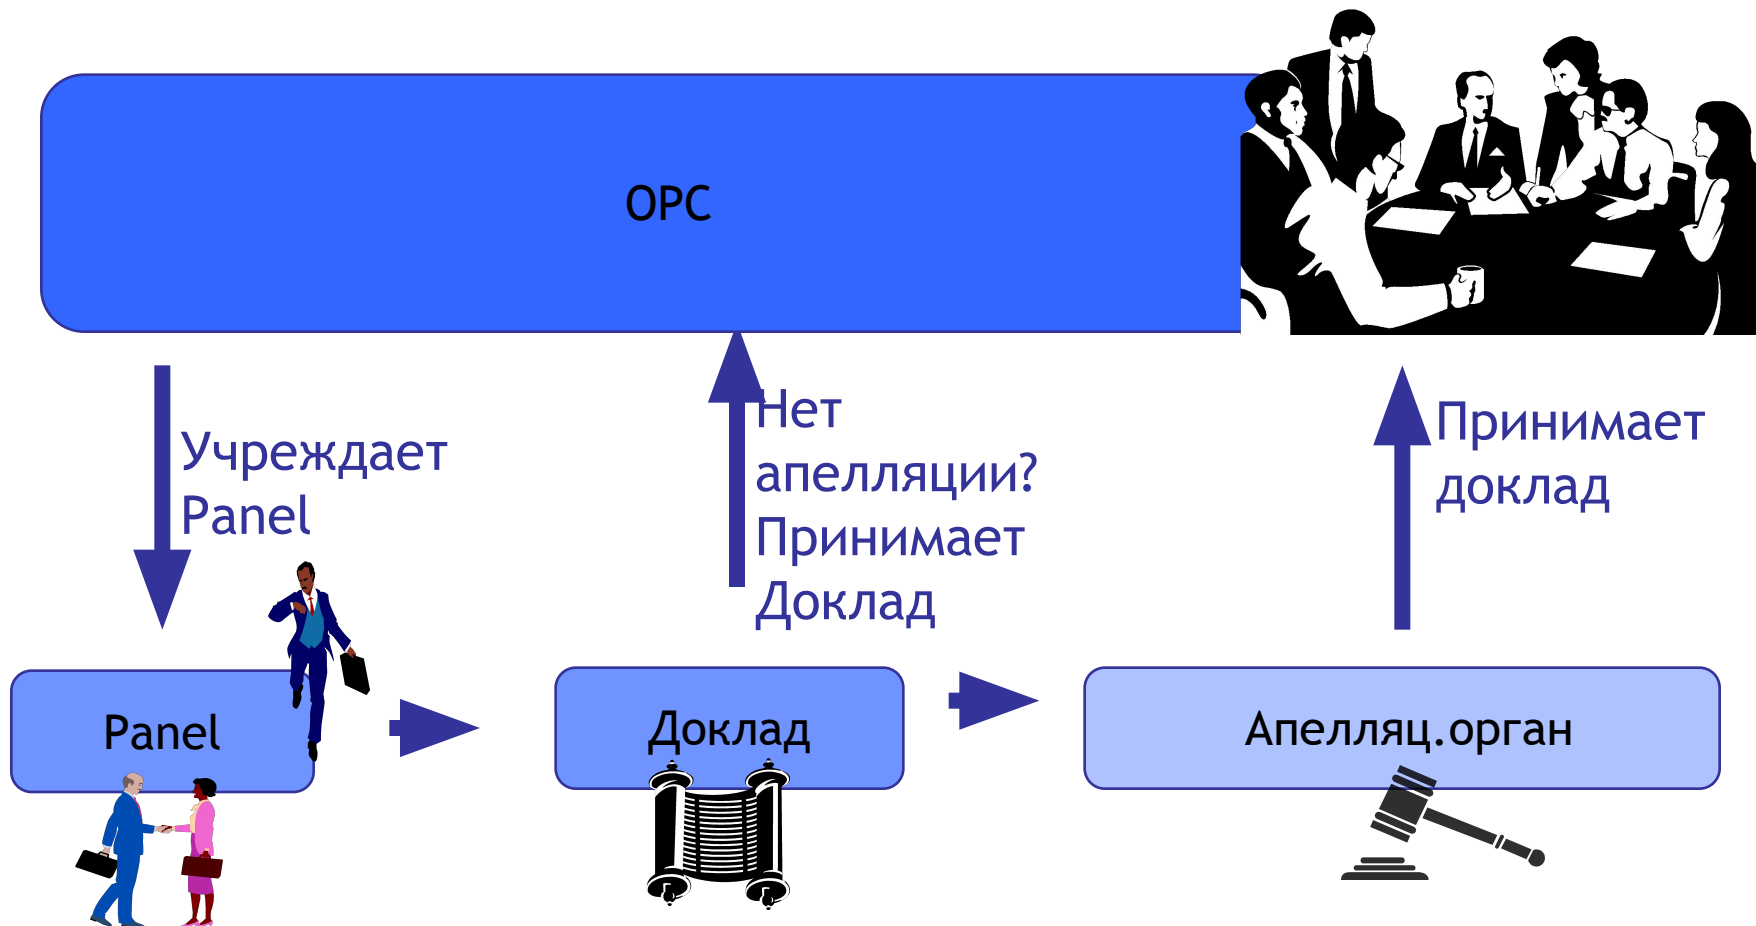 ОРС
Учреждает
Panel
Нет
апелляции?
Принимает
Доклад
Принимает
доклад
Panel
Доклад
Апелляц.орган